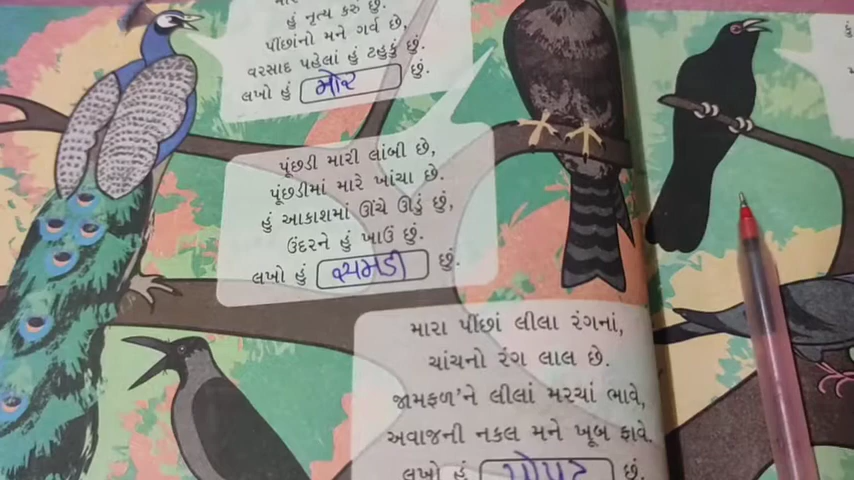 હું નૃત્ય કરું છું.
પીંછાંનો મને ગર્વ છે,
વરસાદ પહેલાં હું ટહુકું છું.
લખો હું મોર છું.
પૂંછડી મારી લાંબી છે,
પૂંછડીમાં મારે ખાંચા છે.
હું આકાશમાં ઊંચે ઊડું છું,
ઉંદરને હું ખાઉં છું.
લખો હું સમડી છું.
મારા પીંછાં લીલા રંગનાં,
ચાંચનો રંગ લાલ છે.
જામફળ'ને લીલાં મરચાં ભાવે,
અવાજની નકલ મને ખૂબ ફાવે.
લખો હું પોપટ છું.